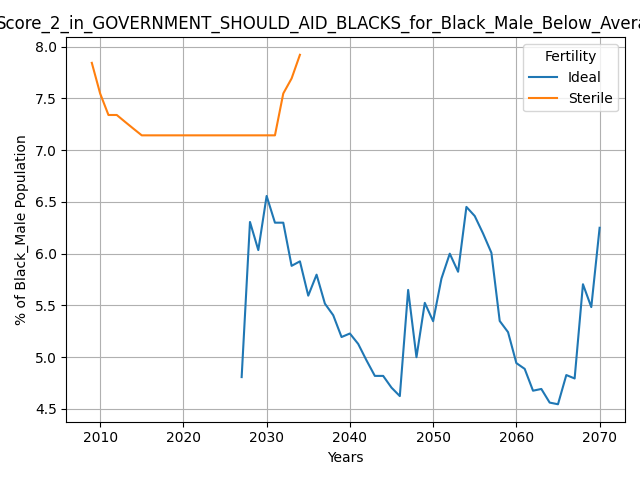 Score_2_in_GOVERNMENT_SHOULD_AID_BLACKS_for_Black_Male_Below_Avera
Fertility
Ideal
Sterile
% of Black_Male Population
8.0
7.5
7.0
6.5
6.0
5.5
5.0
4.5
2010 2020 2030 2040 2050 2060 2070
Years